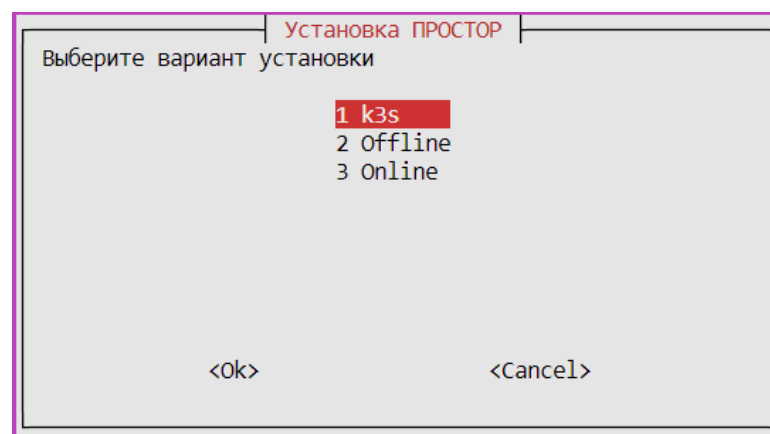 Установка ПРОСТОР
Выберите вариант установки
1 k3s
2 Offline
3 Online
<Ok> <Cancel>